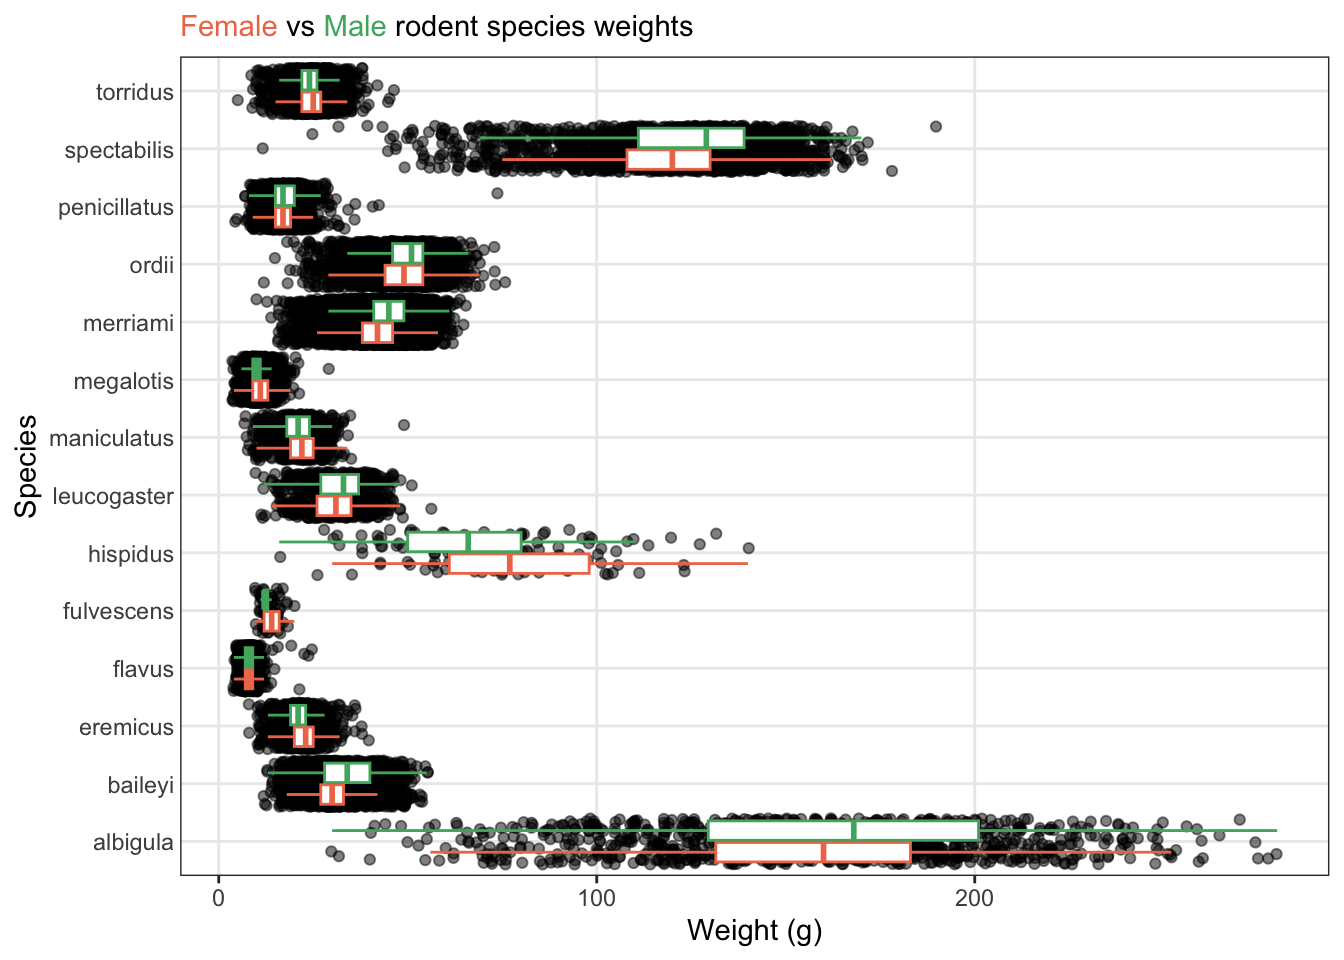 Female vs Male rodent species weights
torridus
spectabilis
penicillatus
ordii
merriami
megalotis
maniculatus
leucogaster
hispidus
fulvescens
flavus
eremicus
baileyi
albigula
Species
0 100 200
Weight (g)